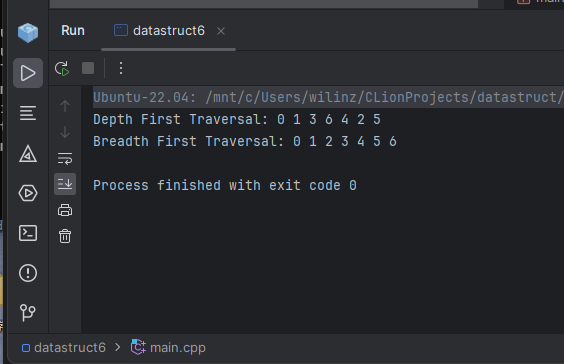 Run
datastruct6
Ubuntu-22.04: /mnt/c/Users/wilinz/CLionProjects/datastruct/
Depth First Traversal: 0 1 3 6 4 2 5
Breadth First Traversal: 0 1 2 3 4 5 6
Process finished with exit code 0
datastruct6 > main.cpp